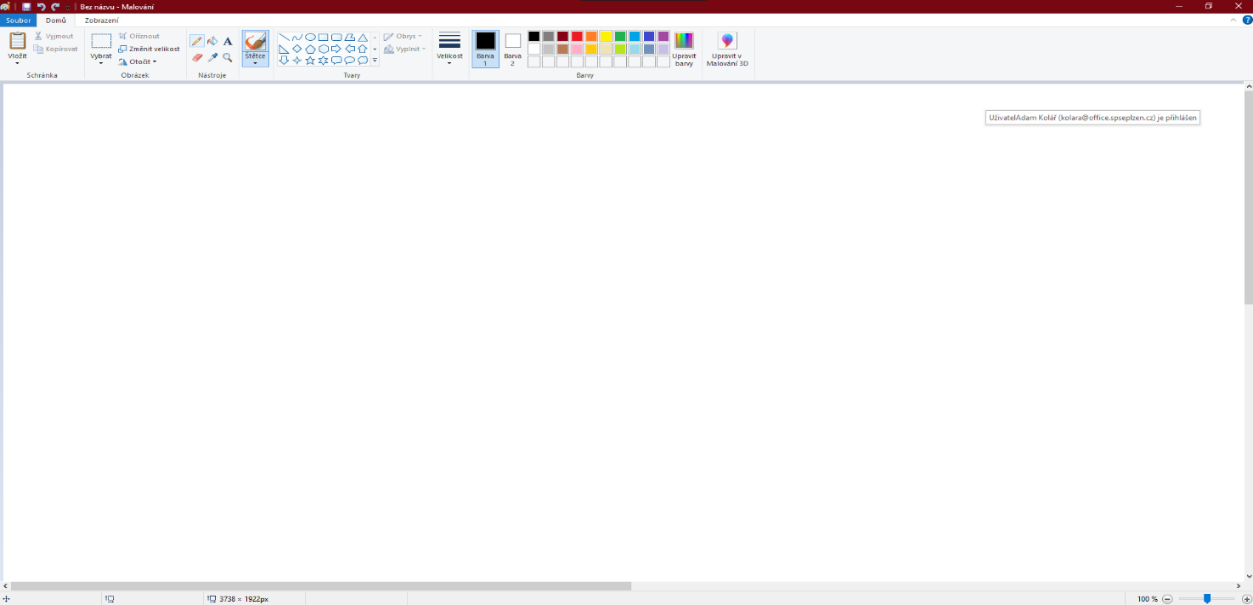 Bez názvu - Malování
Soubor
Domů
Zobrazení
Vložit
Vyjmout
Kopírovat
Schránka
Vybrat
Oříznout
Změnit velikost
Otočit
Obrázek
A
Nástroje
Štětce
Obrys
Vyplnit
Tvary
Velikost
Barva
1
Barva
2
Upravit
barvy
Barvy
Upravit v
Malování 3D
UživatelAdam Kolář (kolara@office.spseplzen.cz) je přihlášen
3738 × 1922px
100 %